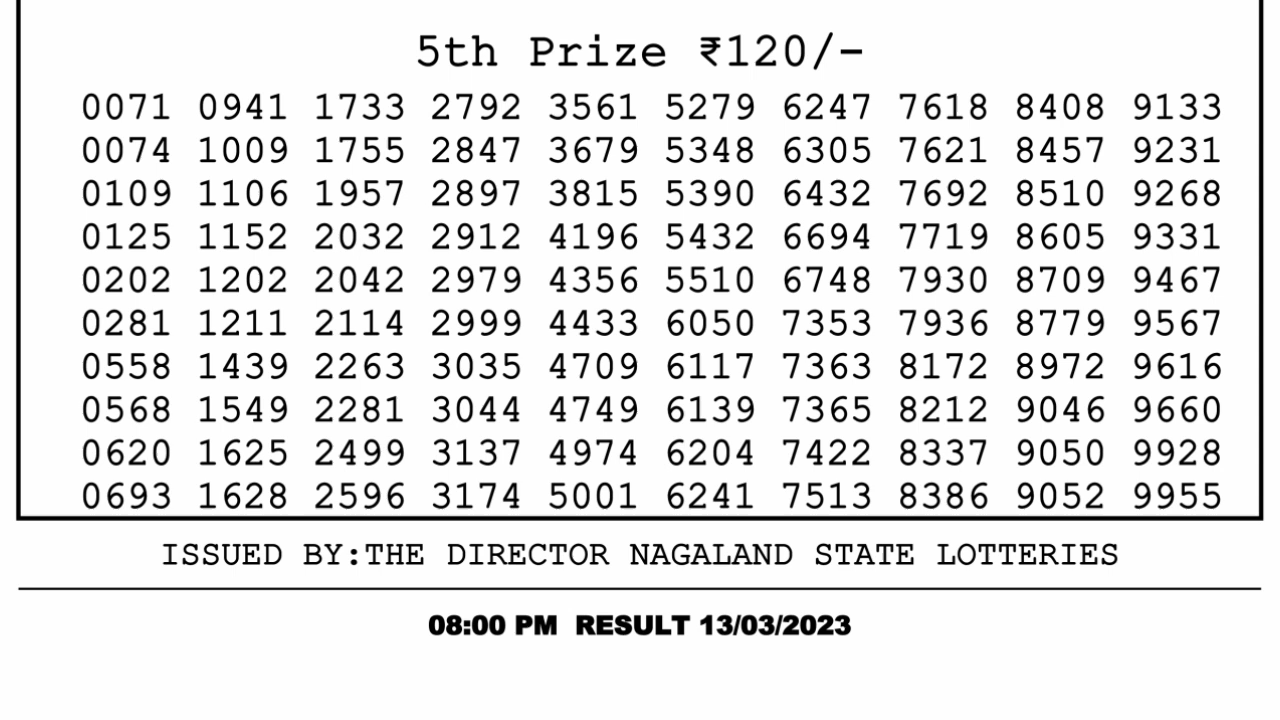 5th Prize ₹120/-
0071 0941 1733 2792 3561 5279 6247 7618 8408 9133
0074 1009 1755 2847 3679 5348 6305 7621 8457 9231
0109 1106 1957 2897 3815 5390 6432 7692 8510 9268
0125 1152 2032 2912 4196 5432 6694 7719 8605 9331
0202 1202 2042 2979 4356 5510 6748 7930 8709 9467
0281 1211 2114 2999 4433 6050 7353 7936 8779 9567
0558 1439 2263 3035 4709 6117 7363 8172 8972 9616
0568 1549 2281 3044 4749 6139 7365 8212 9046 9660
0620 1625 2499 3137 4974 6204 7422 8337 9050 9928
0693 1628 2596 3174 5001 6241 7513 8386 9052 9955
ISSUED BY:THE DIRECTOR NAGALAND STATE LOTTERIES
08:00 PM RESULT 13/03/2023